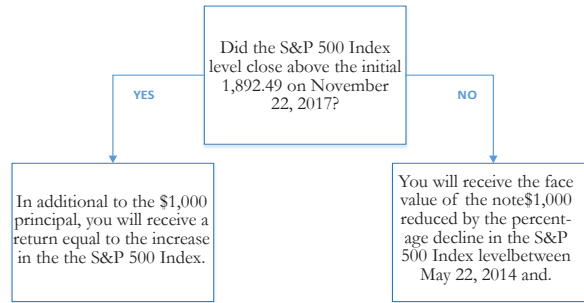 Did the S&P 500 Index
level close above the initial
1,892.49 on November
22, 2017?
YES
NO
In additional to the $1,000
principal, you will receive a
return equal to the increase
in the the S&P 500 Index.
You will receive the face
value of the note$1,000
reduced by the percent-
age decline in the S&P
500 Index levelbetween
May 22, 2014 and.